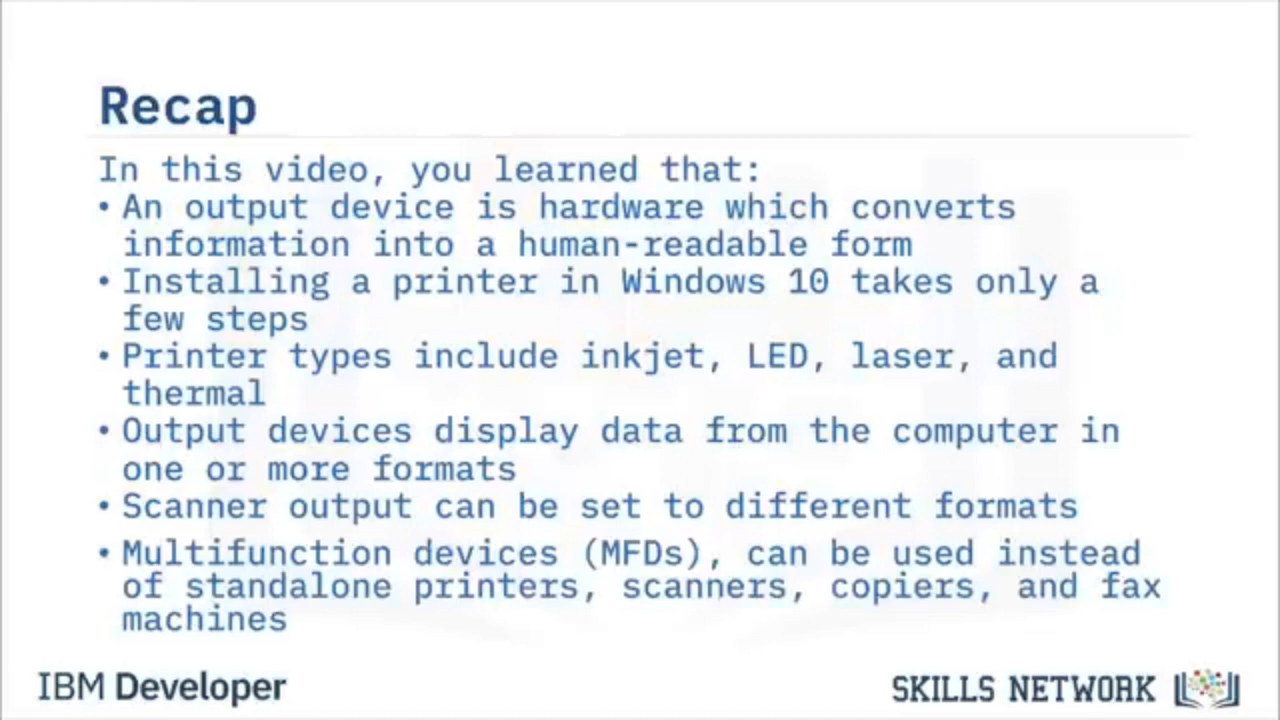 Recap
In this video, you learned that:
• An output device is hardware which converts
information into a human-readable form
• Installing a printer in Windows 10 takes only a
few steps
• Printer types include inkjet, LED, laser, and
thermal
• Output devices display data from the computer in
one or more formats
• Scanner output can be set to different formats
• Multifunction devices (MFDs), can be used instead
of standalone printers, scanners, copiers, and fax
machines
IBM Developer
SKILLS NETWORK